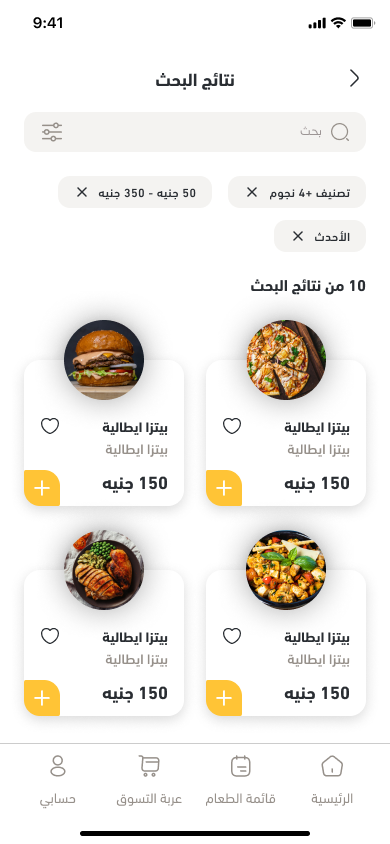 9:41
نتائج البحث
بحث
تصنيف +4 نجوم
50 جنيه - 350 جنيه
الأحدث
10 من نتائج البحث
بيتزا ايطالية
بيتزا ايطالية
150 جنيه
بيتزا ايطالية
بيتزا ايطالية
150 جنيه
بيتزا ايطالية
بيتزا ايطالية
150 جنيه
بيتزا ايطالية
بيتزا ايطالية
150 جنيه
الرئيسية
قائمة الطعام
عربة التسوق
حسابي